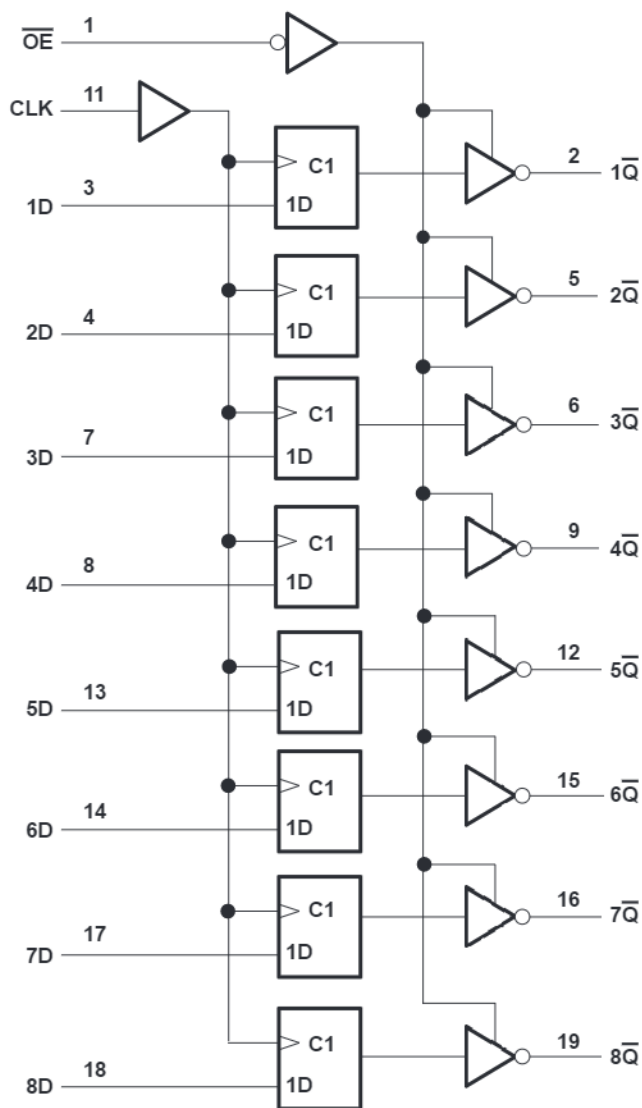 O̅E̅ 1
CLK 11
C1
1D 3 1D 2 1Q̅
C1
2D 4 1D 5 2Q̅
C1
3D 7 1D 6 3Q̅
C1
4D 8 1D 9 4Q̅
C1
5D 13 1D 12 5Q̅
C1
6D 14 1D 15 6Q̅
C1
7D 17 1D 16 7Q̅
C1
8D 18 1D 19 8Q̅